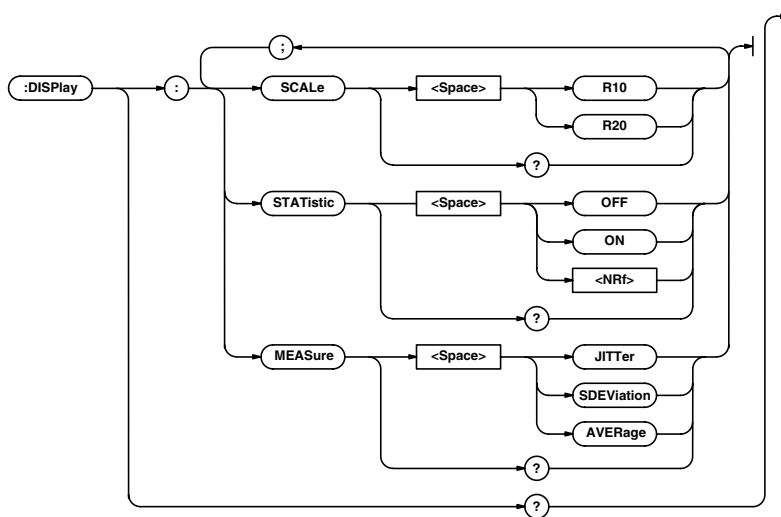 ;
:DISPlay : SCALe <Space> R10
R20
?
STATistic <Space> OFF
ON
<NRf>
?
MEASure <Space> JITTer
SDEViation
AVERage
?
?